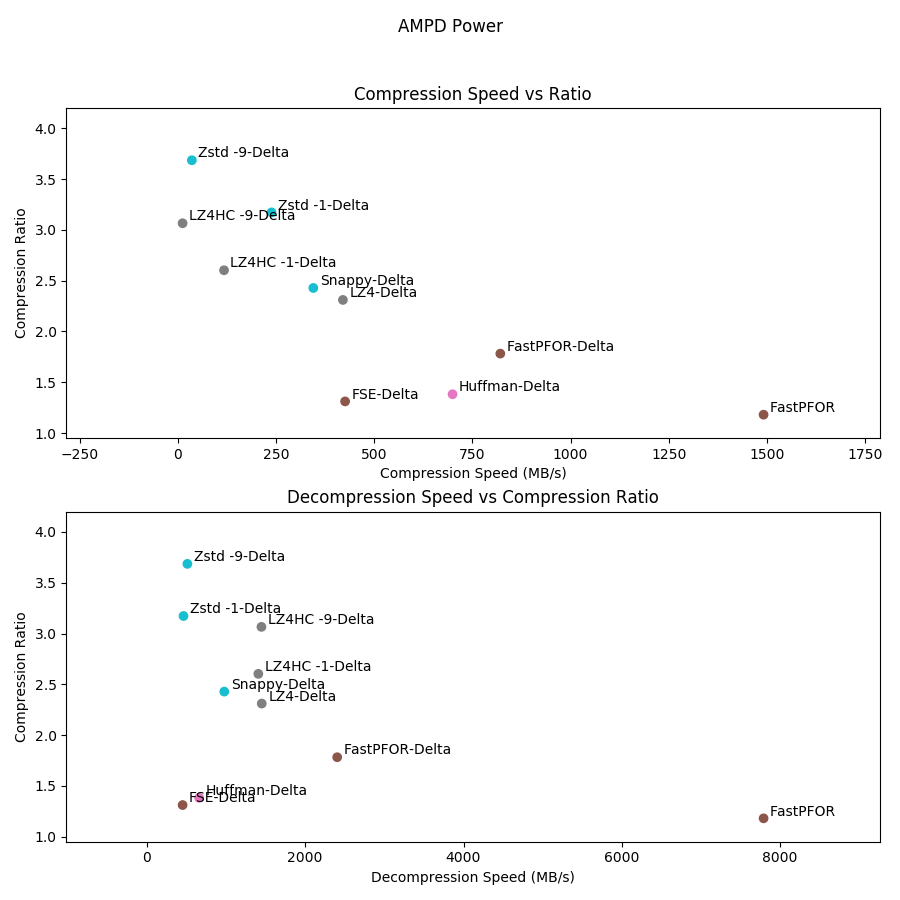 AMPD Power
Compression Speed vs Ratio
4.0
3.5
3.0
2.5
2.0
1.5
1.0
Compression Ratio
Zstd -9-Delta
Zstd -1-Delta
LZ4HC -9-Delta
LZ4HC -1-Delta
Snappy-Delta
LZ4-Delta
FastPFOR-Delta
Huffman-Delta
FSE-Delta
FastPFOR
−250 0 250 500 750 1000 1250 1500 1750
Compression Speed (MB/s)
Decompression Speed vs Compression Ratio
4.0
3.5
3.0
2.5
2.0
1.5
1.0
Compression Ratio
Zstd -9-Delta
Zstd -1-Delta
LZ4HC -9-Delta
LZ4HC -1-Delta
Snappy-Delta
LZ4-Delta
FastPFOR-Delta
Huffman-Delta
FSE-Delta
FastPFOR
0 2000 4000 6000 8000
Decompression Speed (MB/s)